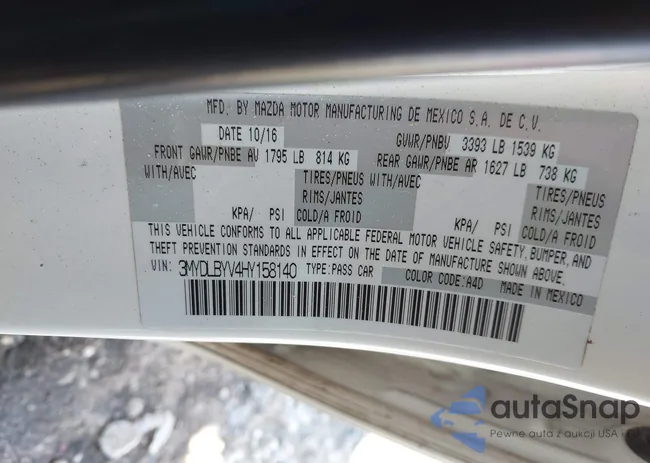 MFD. BY MAZDA MOTOR MANUFACTURING DE MEXICO S.A. DE C.V.
DATE 10/16 GVWR/PNBV 3393 LB 1539 KG
FRONT GAWR/PNBE AV 1795 LB 814 KG REAR GAWR/PNBE AR 1627 LB 738 KG
WITH/AVEC TIRES/PNEUS WITH/AVEC TIRES/PNEUS
RIMS/JANTES RIMS/JANTES
KPA/ PSI COLD/A FROID KPA/ PSI COLD/A FROID
THIS VEHICLE CONFORMS TO ALL APPLICABLE FEDERAL MOTOR VEHICLE SAFETY, BUMPER, AND
THEFT PREVENTION STANDARDS IN EFFECT ON THE DATE OF MANUFACTURE SHOWN ABOVE.
VIN: 3MYDLBYV4HY158140 TYPE:PASS CAR COLOR CODE:A4D MADE IN MEXICO
autaSnap
Pewne auta z aukcji USA